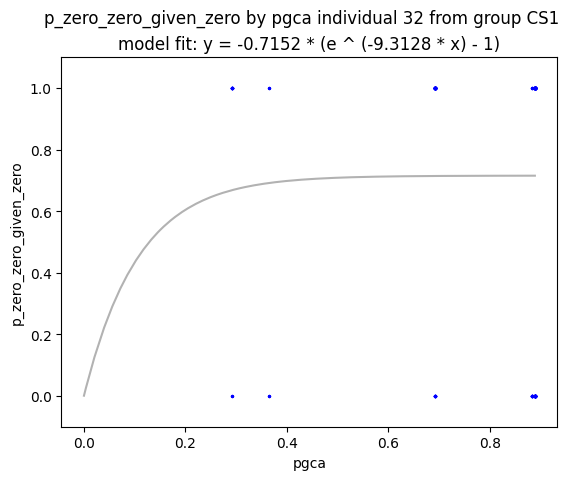 p_zero_zero_given_zero by pgca individual 32 from group CS1
model fit: y = -0.7152 * (e ^ (-9.3128 * x) - 1)
p_zero_zero_given_zero
1.0
0.8
0.6
0.4
0.2
0.0
0.0 0.2 0.4 0.6 0.8
pgca